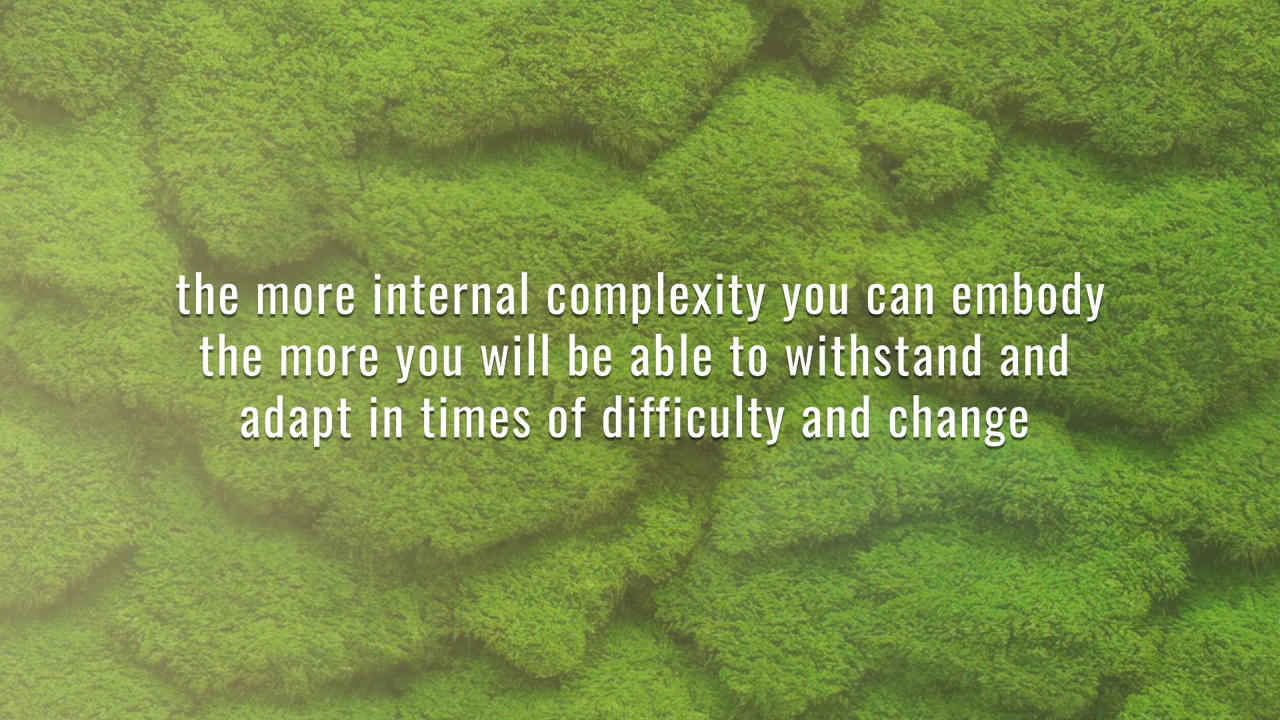 the more internal complexity you can embody
the more you will be able to withstand and
adapt in times of difficulty and change